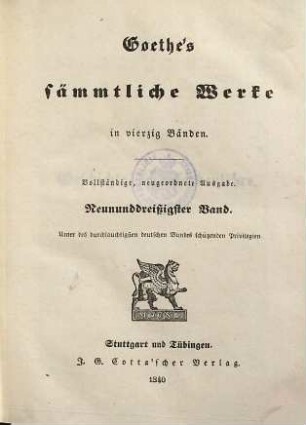 Goethe's
sämmtliche Werke
in vierzig Bänden.
Vollständige, neugeordnete Ausgabe.
Neununddreißigster Band.
Unter des durchlauchtigsten deutschen Bundes schützenden Privilegien.
Stuttgart und Tübingen.
J. G. Cotta'scher Verlag.
1840